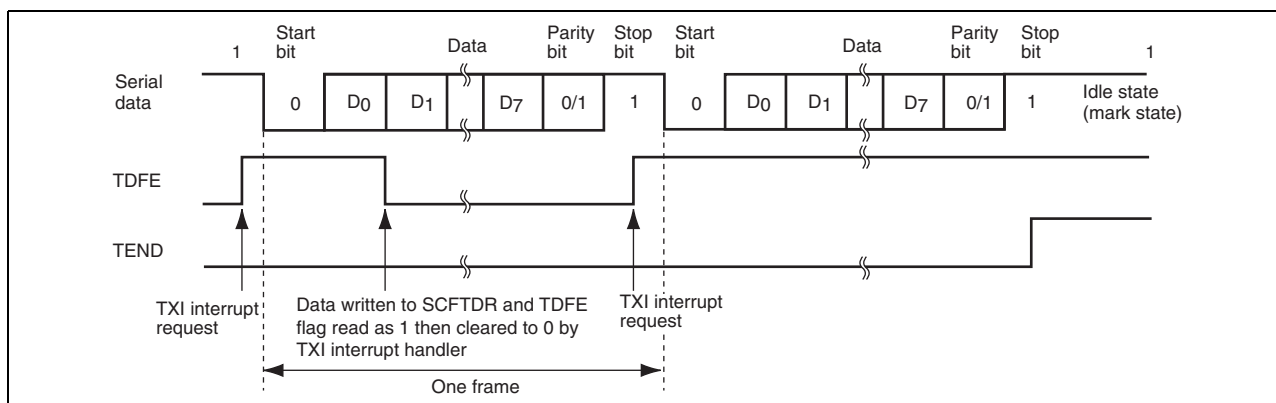 1 Start bit Data Parity bit Stop bit Start bit Data Parity bit Stop bit 1
Serial data 0 D0 D1 D7 0/1 1 0 D0 D1 D7 0/1 1 Idle state (mark state)
TDFE
TEND
TXI interrupt request
Data written to SCFTDR and TDFE
flag read as 1 then cleared to 0 by
TXI interrupt handler
TXI interrupt request
One frame